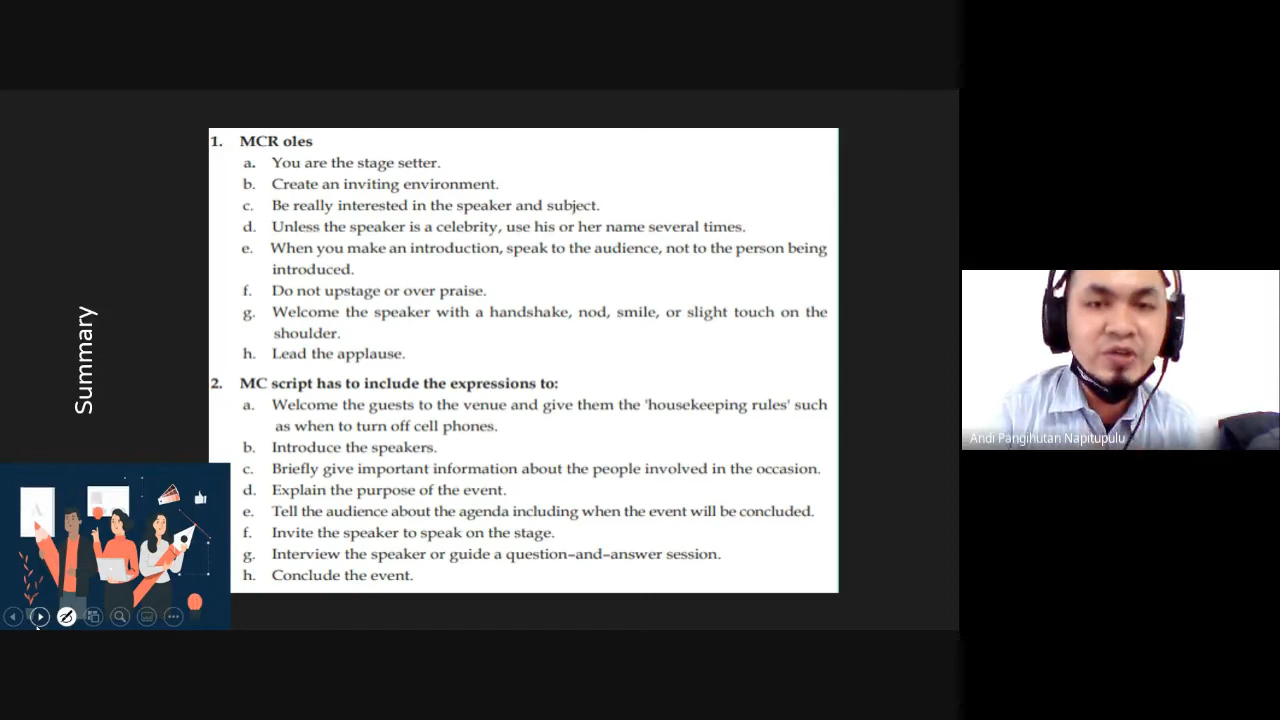 Summary
1. MCR oles
a. You are the stage setter.
b. Create an inviting environment.
c. Be really interested in the speaker and subject.
d. Unless the speaker is a celebrity, use his or her name several times.
e. When you make an introduction, speak to the audience, not to the person being
introduced.
f. Do not upstage or over praise.
g. Welcome the speaker with a handshake, nod, smile, or slight touch on the
shoulder.
h. Lead the applause.
2. MC script has to include the expressions to:
a. Welcome the guests to the venue and give them the 'housekeeping rules' such
as when to turn off cell phones.
b. Introduce the speakers.
c. Briefly give important information about the people involved in the occasion.
d. Explain the purpose of the event.
e. Tell the audience about the agenda including when the event will be concluded.
f. Invite the speaker to speak on the stage.
g. Interview the speaker or guide a question–and–answer session.
h. Conclude the event.
Andi Pangihutan Napitupulu